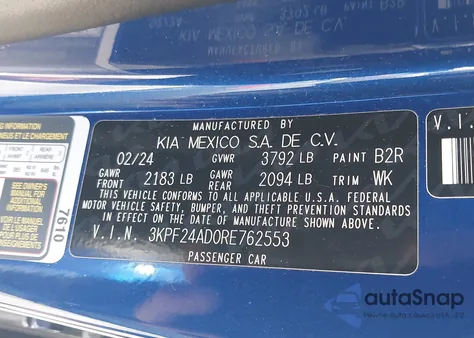 MANUFACTURED BY
KIA MEXICO S.A. DE C.V.
02/24 GVWR 3792 LB PAINT B2R
GAWR FRONT 2183 LB GAWR REAR 2094 LB TRIM WK
THIS VEHICLE CONFORMS TO ALL APPLICABLE U.S.A. FEDERAL
MOTOR VEHICLE SAFETY, BUMPER, AND THEFT PREVENTION STANDARDS
IN EFFECT ON THE DATE OF MANUFACTURE SHOWN ABOVE.
V.I.N. 3KPF24AD0RE762553
PASSENGER CAR
7610
V.I.
autaSnap